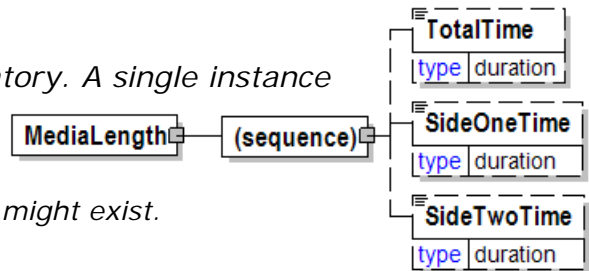 TotalTime
type duration
tory. A single instance
SideOneTime
type duration
MediaLength
(sequence)
might exist.
SideTwoTime
type duration